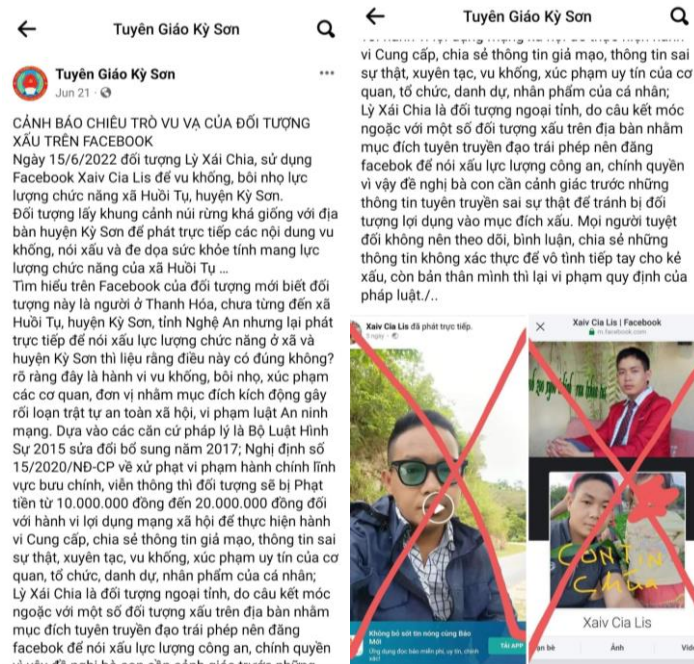 Tuyên Giáo Kỳ Sơn
Tuyên Giáo Kỳ Sơn
Jun 21 ·
CẢNH BÁO CHIÊU TRÒ VU VẠ CỦA ĐỐI TƯỢNG
XẤU TRÊN FACEBOOK
Ngày 15/6/2022 đối tượng Lỳ Xái Chia, sử dụng
Facebook Xaiv Cia Lis để vu khống, bôi nhọ lực
lượng chức năng xã Huồi Tụ, huyện Kỳ Sơn.
Đối tượng lấy khung cảnh núi rừng khá giống với địa
bàn huyện Kỳ Sơn để phát trực tiếp các nội dung vu
khống, nói xấu và đe dọa sức khỏe tính mang lực
lượng chức năng của xã Huồi Tụ ...
Tìm hiểu trên Facebook của đối tượng mới biết đối
tượng này là người ở Thanh Hóa, chưa từng đến xã
Huồi Tụ, huyện Kỳ Sơn, tỉnh Nghệ An nhưng lại phát
trực tiếp để nói xấu lực lượng chức năng ở xã và
huyện Kỳ Sơn thì liệu rằng điều này có đúng không?
rõ ràng đây là hành vi vu khống, bôi nhọ, xúc phạm
các cơ quan, đơn vị nhằm mục đích kích động gây
rối loạn trật tự an toàn xã hội, vi phạm luật An ninh
mạng. Dựa vào các căn cứ pháp lý là Bộ Luật Hình
Sự 2015 sửa đổi bổ sung năm 2017; Nghị định số
15/2020/NĐ-CP về xử phạt vi phạm hành chính lĩnh
vực bưu chính, viễn thông thì đối tượng sẽ bị Phạt
tiền từ 10.000.000 đồng đến 20.000.000 đồng đối
với hành vi lợi dụng mạng xã hội để thực hiện hành
vi Cung cấp, chia sẻ thông tin giả mạo, thông tin sai
sự thật, xuyên tạc, vu khống, xúc phạm uy tín của cơ
quan, tổ chức, danh dự, nhân phẩm của cá nhân;
Lỳ Xái Chia là đối tượng ngoại tỉnh, do câu kết móc
ngoặc với một số đối tượng xấu trên địa bàn nhằm
mục đích tuyên truyền đạo trái phép nên đăng
facebok để nói xấu lực lượng công an, chính quyền
Tuyên Giáo Kỳ Sơn
vi Cung cấp, chia sẻ thông tin giả mạo, thông tin sai
sự thật, xuyên tạc, vu khống, xúc phạm uy tín của cơ
quan, tổ chức, danh dự, nhân phẩm của cá nhân;
Lỳ Xái Chia là đối tượng ngoại tỉnh, do câu kết móc
ngoặc với một số đối tượng xấu trên địa bàn nhằm
mục đích tuyên truyền đạo trái phép nên đăng
facebok để nói xấu lực lượng công an, chính quyền
vì vậy đề nghị bà con cần cảnh giác trước những
thông tin tuyên truyền sai sự thật để tránh bị đối
tượng lợi dụng vào mục đích xấu. Mọi người tuyệt
đối không nên theo dõi, bình luận, chia sẻ những
thông tin không xác thực để vô tình tiếp tay cho kẻ
xấu, còn bản thân mình thì lại vi phạm quy định của
pháp luật./..
Xaiv Cia Lis đã phát trực tiếp.
Không bỏ sót tin nóng cùng Báo
Mới
Ứng dụng đọc báo miễn phí, uy tín, chính
xác!
TẢI APP
Xaiv Cia Lis | Facebook
m.facebook.com
CONTIN
Chưa
Xaiv Cia Lis
Ảnh